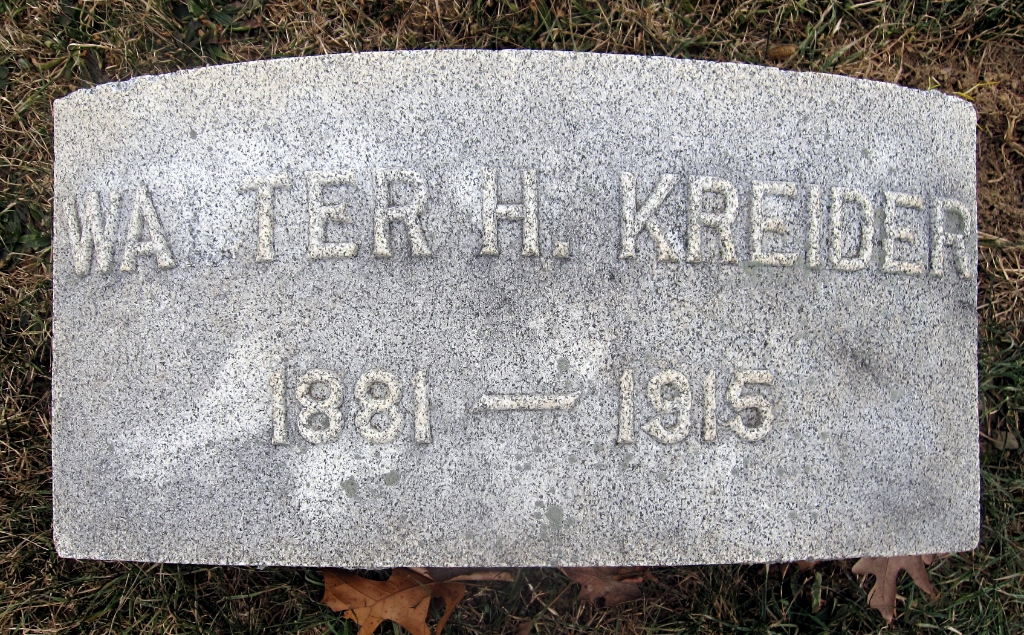 WALTER H. KREIDER
1881 — 1915